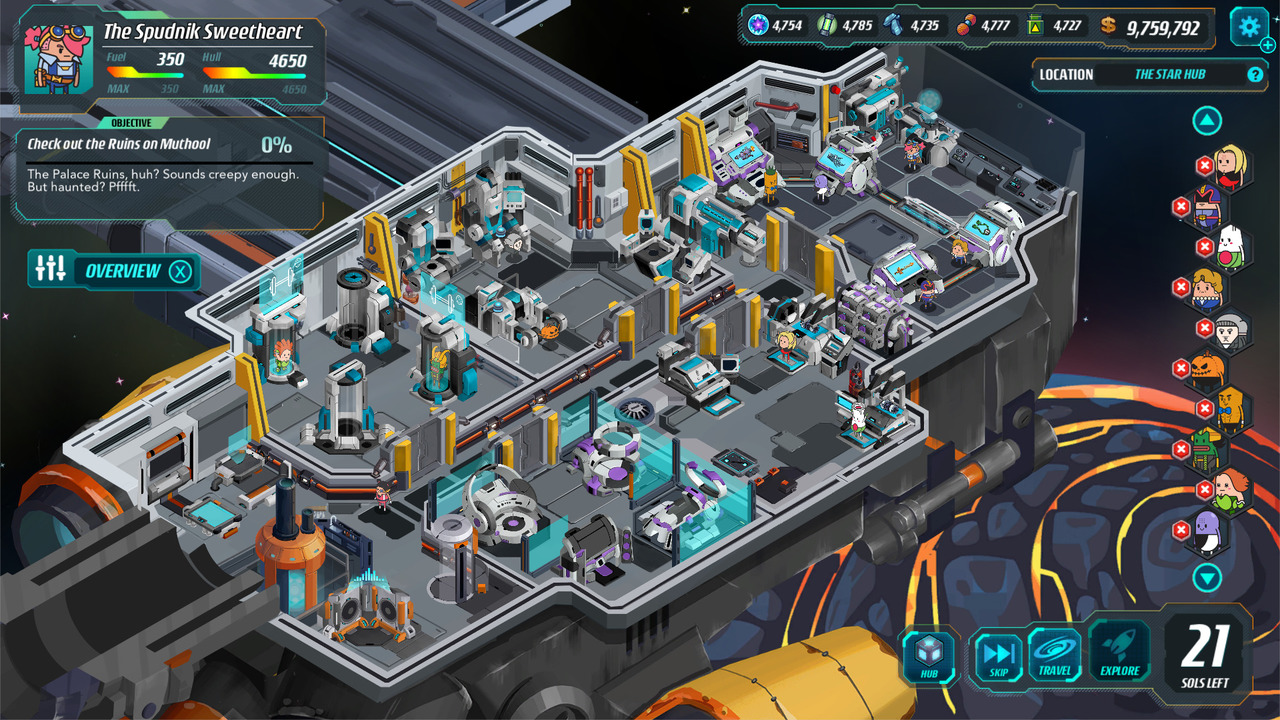 The Spudnik Sweetheart
Fuel 350 Hull 4650
MAX 350 MAX 4650
OBJECTIVE
Check out the Ruins on Muthool 0%
The Palace Ruins, huh? Sounds creepy enough.
But haunted? Pfffft.
OVERVIEW X
4,754 4,785 4,735 4,777 4,727 $ 9,759,792
LOCATION THE STAR HUB ?
HUB SKIP TRAVEL EXPLORE
21
SOLS LEFT